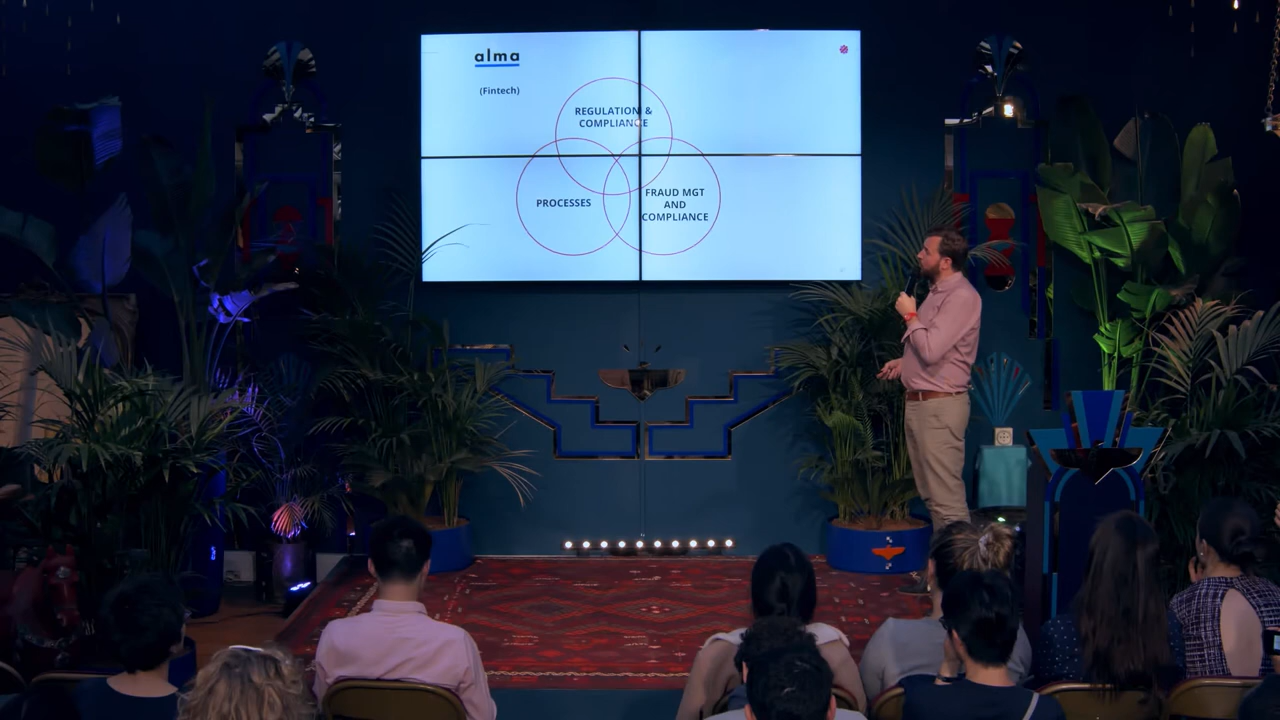 alma
(Fintech)
REGULATION &
COMPLIANCE
PROCESSES
FRAUD MGT
AND
COMPLIANCE